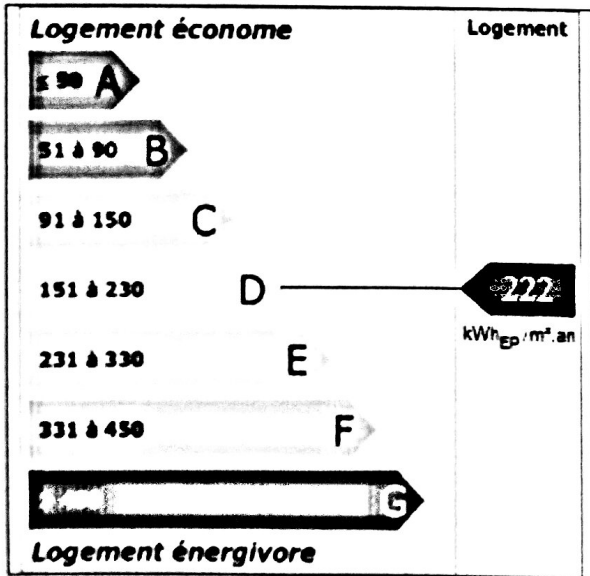 Logement économe
Logement
A
51 à 90 B
91 à 150 C
151 à 230 D
222
kWhEP/m².an
231 à 330 E
331 à 450 F
G
Logement énergivore